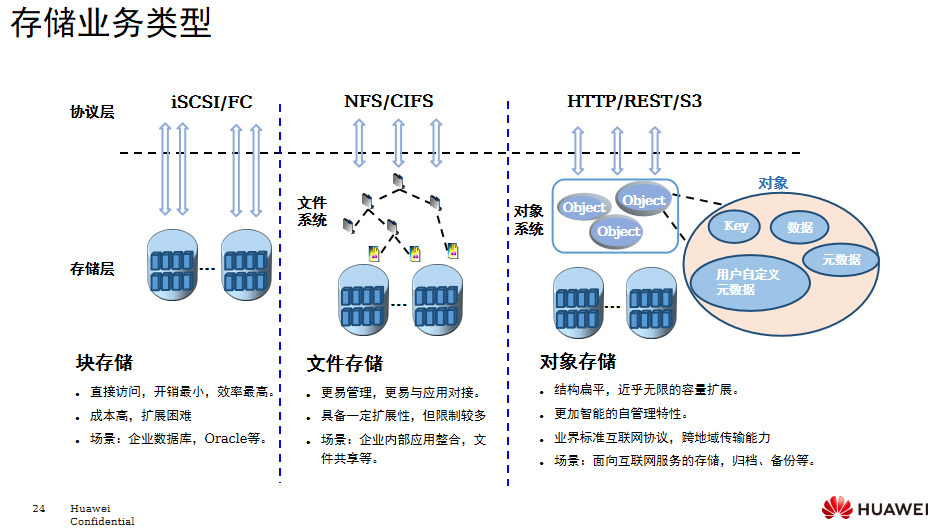 存储业务类型
协议层
iSCSI/FC
NFS/CIFS
HTTP/REST/S3
存储层
文件
系统
对象
系统
Object
Object
Object
对象
Key
数据
元数据
用户自定义
元数据
块存储
• 直接访问，开销最小，效率最高。
• 成本高，扩展困难
• 场景：企业数据库，Oracle等。
文件存储
• 更易管理，更易与应用对接。
• 具备一定扩展性，但限制较多
• 场景：企业内部应用整合，文
件共享等。
对象存储
• 结构扁平，近乎无限的容量扩展。
• 更加智能的自管理特性。
• 业界标准互联网协议，跨地域传输能力
• 场景：面向互联网服务的存储，归档、备份等。
24
Huawei
Confidential
HUAWEI